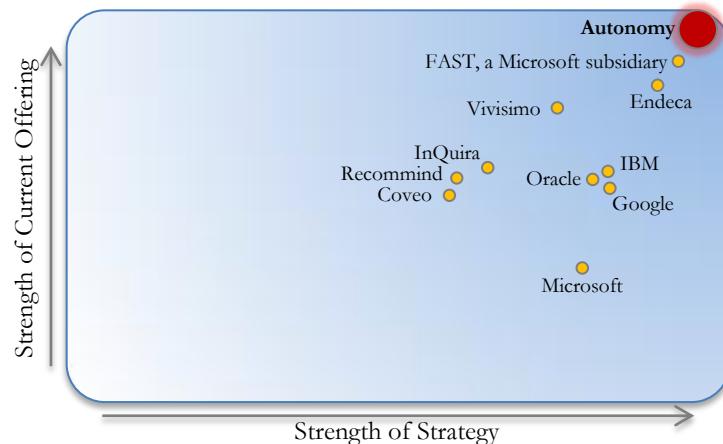 Autonomy
FAST, a Microsoft subsidiary
Endeca
Vivisimo
InQuira
IBM
Recommind
Oracle
Coveo
Google
Microsoft
Strength of Current Offering
Strength of Strategy